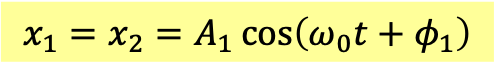 x₁ = x₂ = A₁ cos(ω₀t + ϕ₁)